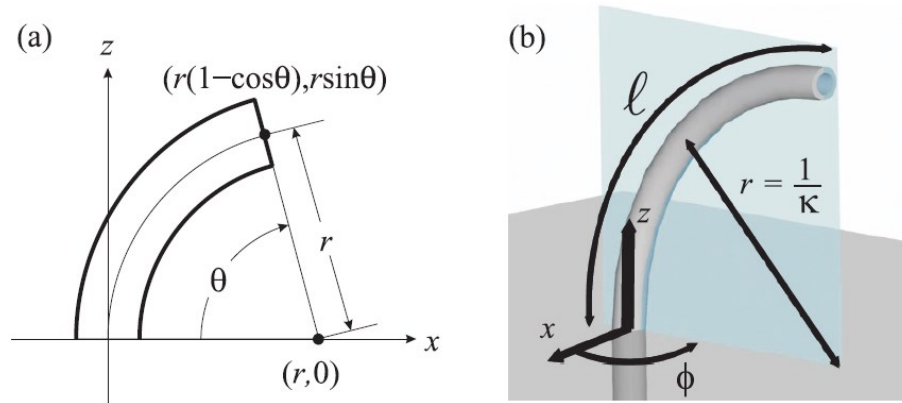 (a)
z
(r(1−cosθ),rsinθ)
r
θ
x
(r,0)
(b)
ℓ
r = 1/κ
z
x
ϕ